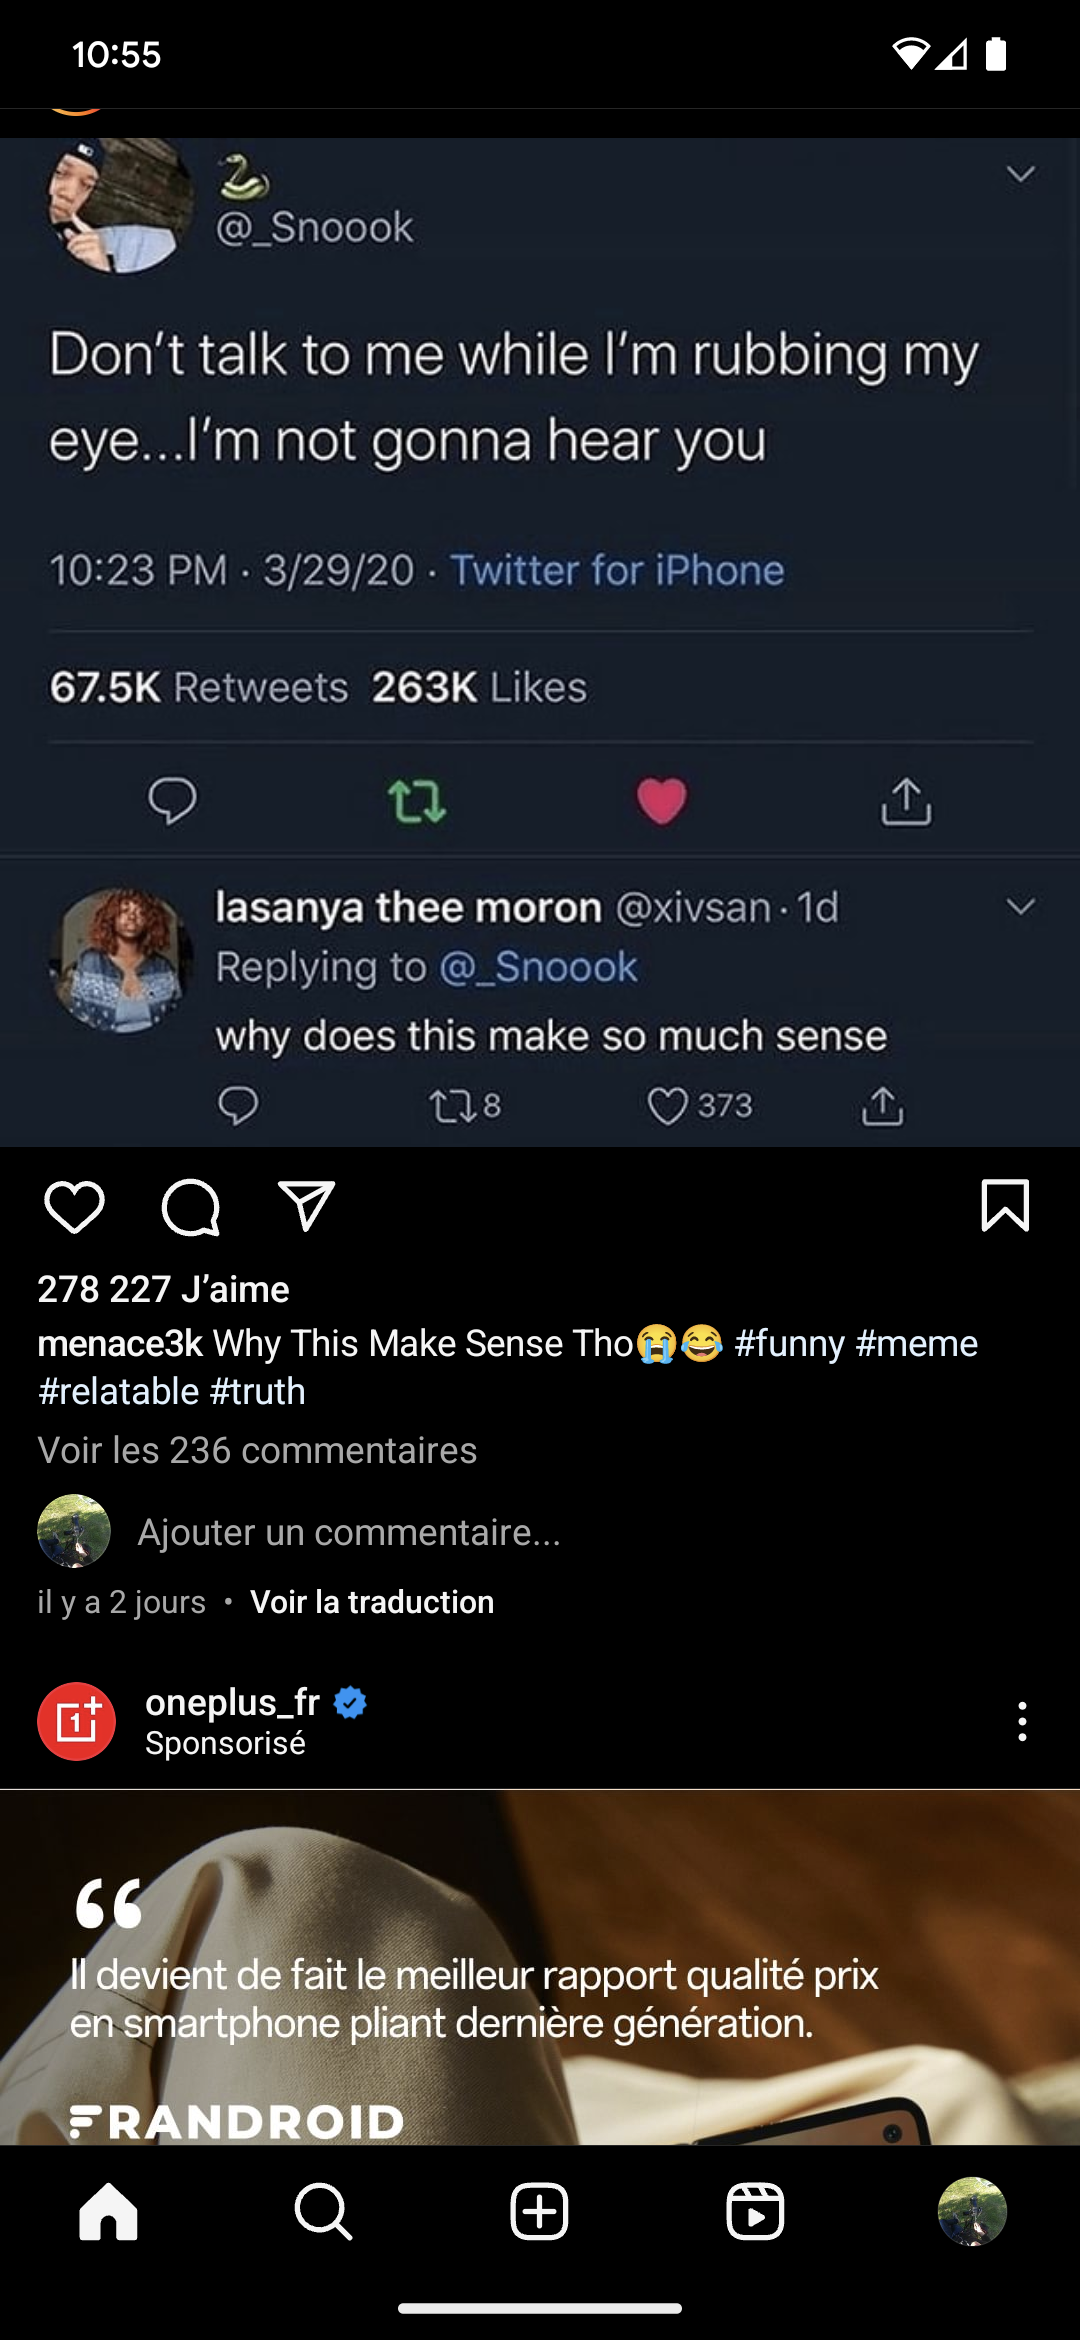 10:55
@_Snoook
Don't talk to me while I'm rubbing my
eye...I'm not gonna hear you
10:23 PM · 3/29/20 · Twitter for iPhone
67.5K Retweets 263K Likes
lasanya thee moron @xivsan · 1d
Replying to @_Snoook
why does this make so much sense
8 373
278 227 J’aime
menace3k Why This Make Sense Tho😭😂 #funny #meme
#relatable #truth
Voir les 236 commentaires
Ajouter un commentaire...
il y a 2 jours • Voir la traduction
1+
oneplus_fr
Sponsorisé
“
Il devient de fait le meilleur rapport qualité prix
en smartphone pliant dernière génération.
FRANDROID